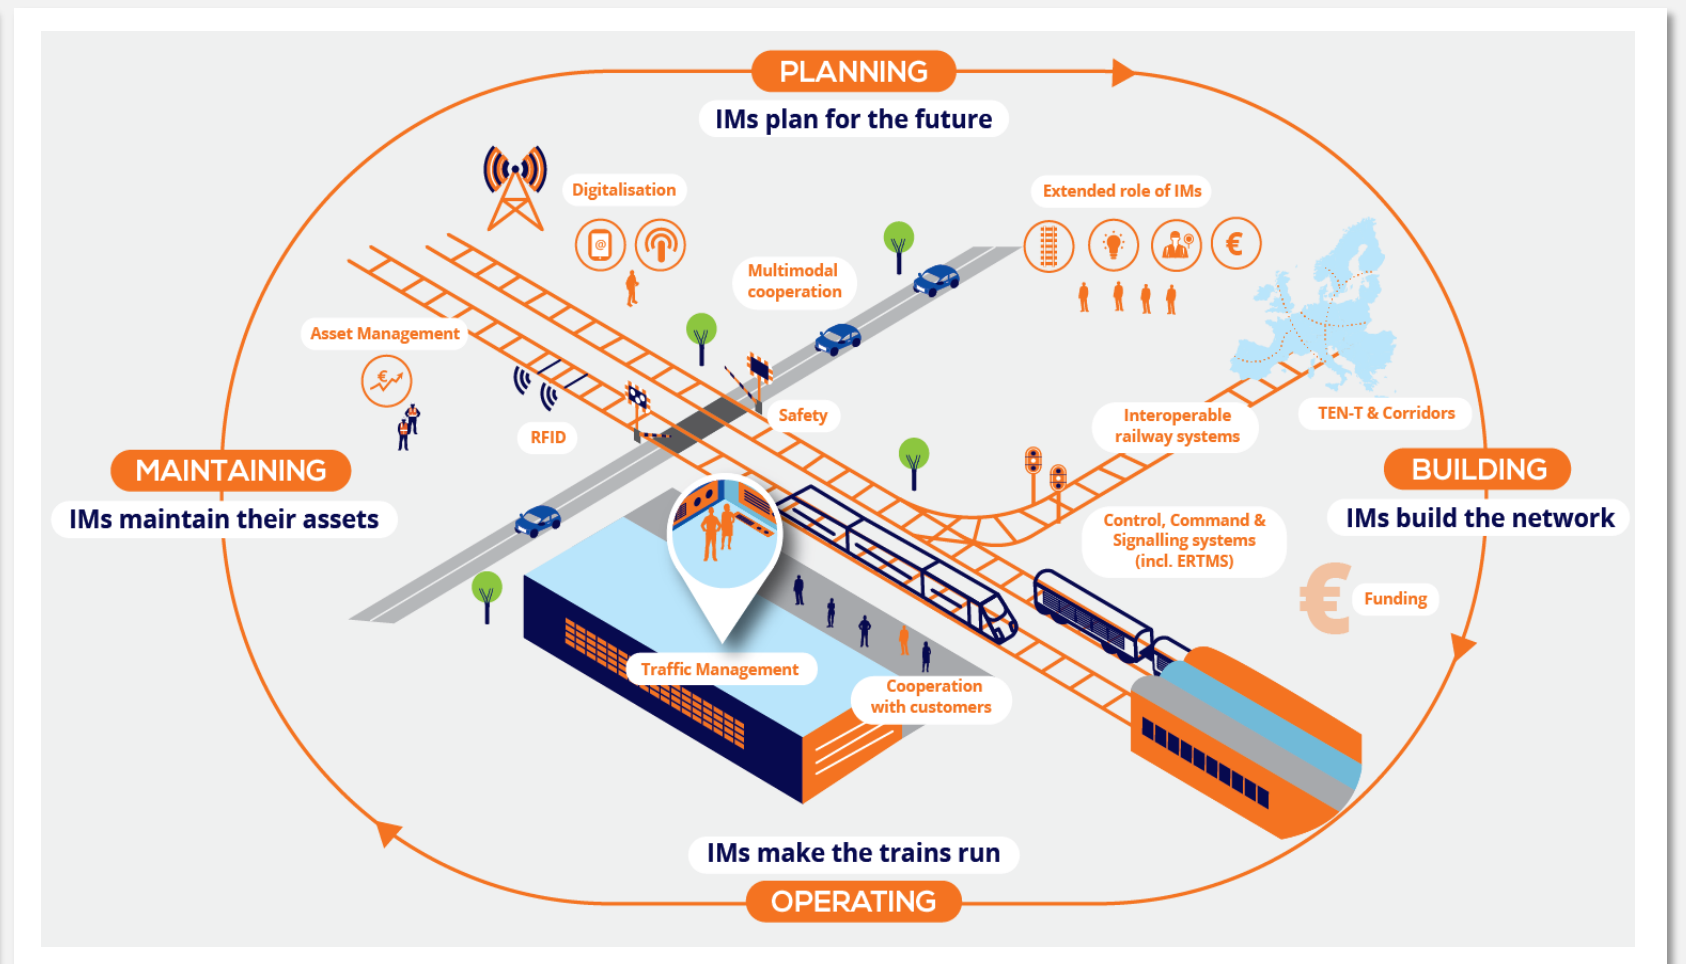 PLANNING
IMs plan for the future
Digitalisation
@
Extended role of IMs
€
Multimodal
cooperation
Asset Management
€
Safety
RFID
Interoperable
railway systems
TEN-T & Corridors
MAINTAINING
IMs maintain their assets
BUILDING
IMs build the network
Control, Command &
Signalling systems
(incl. ERTMS)
€
Funding
Traffic Management
Cooperation
with customers
IMs make the trains run
OPERATING